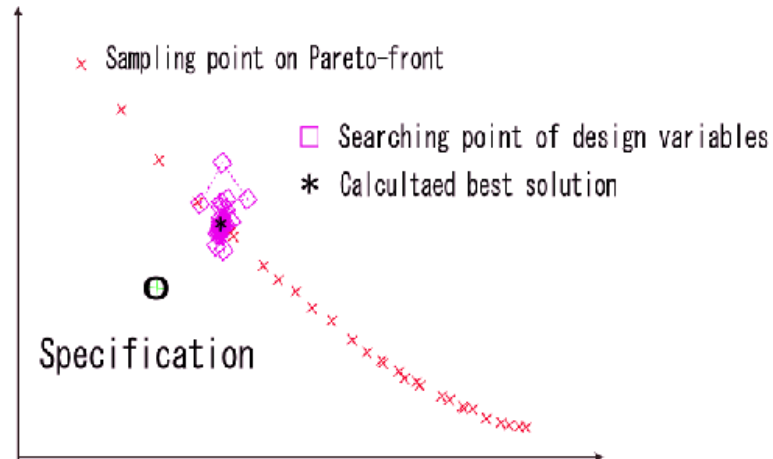 Sampling point on Pareto-front
Searching point of design variables
Calcultaed best solution
Specification